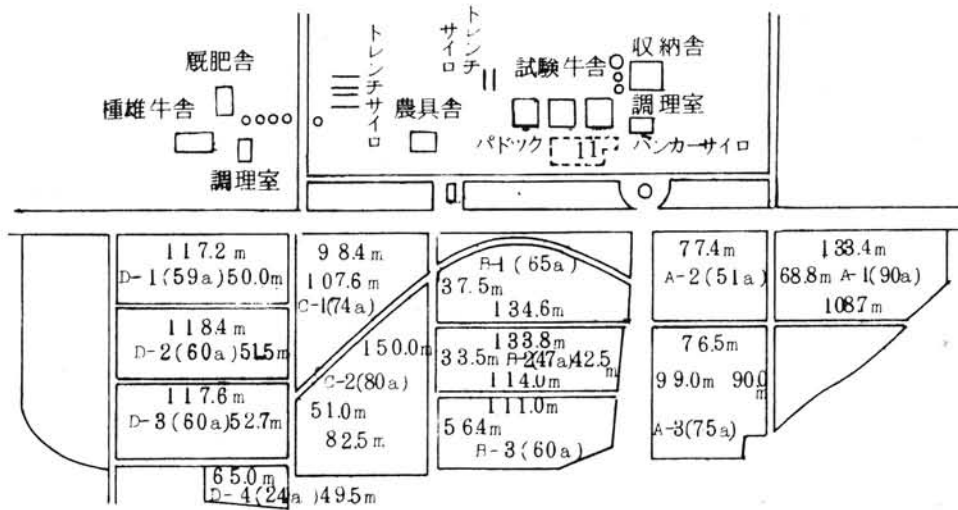 厩肥舎
種雄牛舎
調理室
トレンチサイロ
農具舎
トレンチ
サイロ
試験牛舎
収納舎
調理室
パドック
バンカーサイロ
117.2m
D-1(59a)50.0m
118.4m
D-2(60a)51.5m
117.6m
D-3(60a)52.7m
65.0m
D-4(24a)49.5m
98.4m
107.6m
C-1(74a)
150.0m
C-2(80a)
51.0m
82.5m
B-1(65a)
37.5m
134.6m
133.8m
33.5m B-2(47a)42.5m
114.0m
111.0m
56.4m
B-3(60a)
77.4m
A-2(51a)
76.5m
99.0m 90.0m
A-3(75a)
133.4m
68.8m A-1(90a)
108.7m